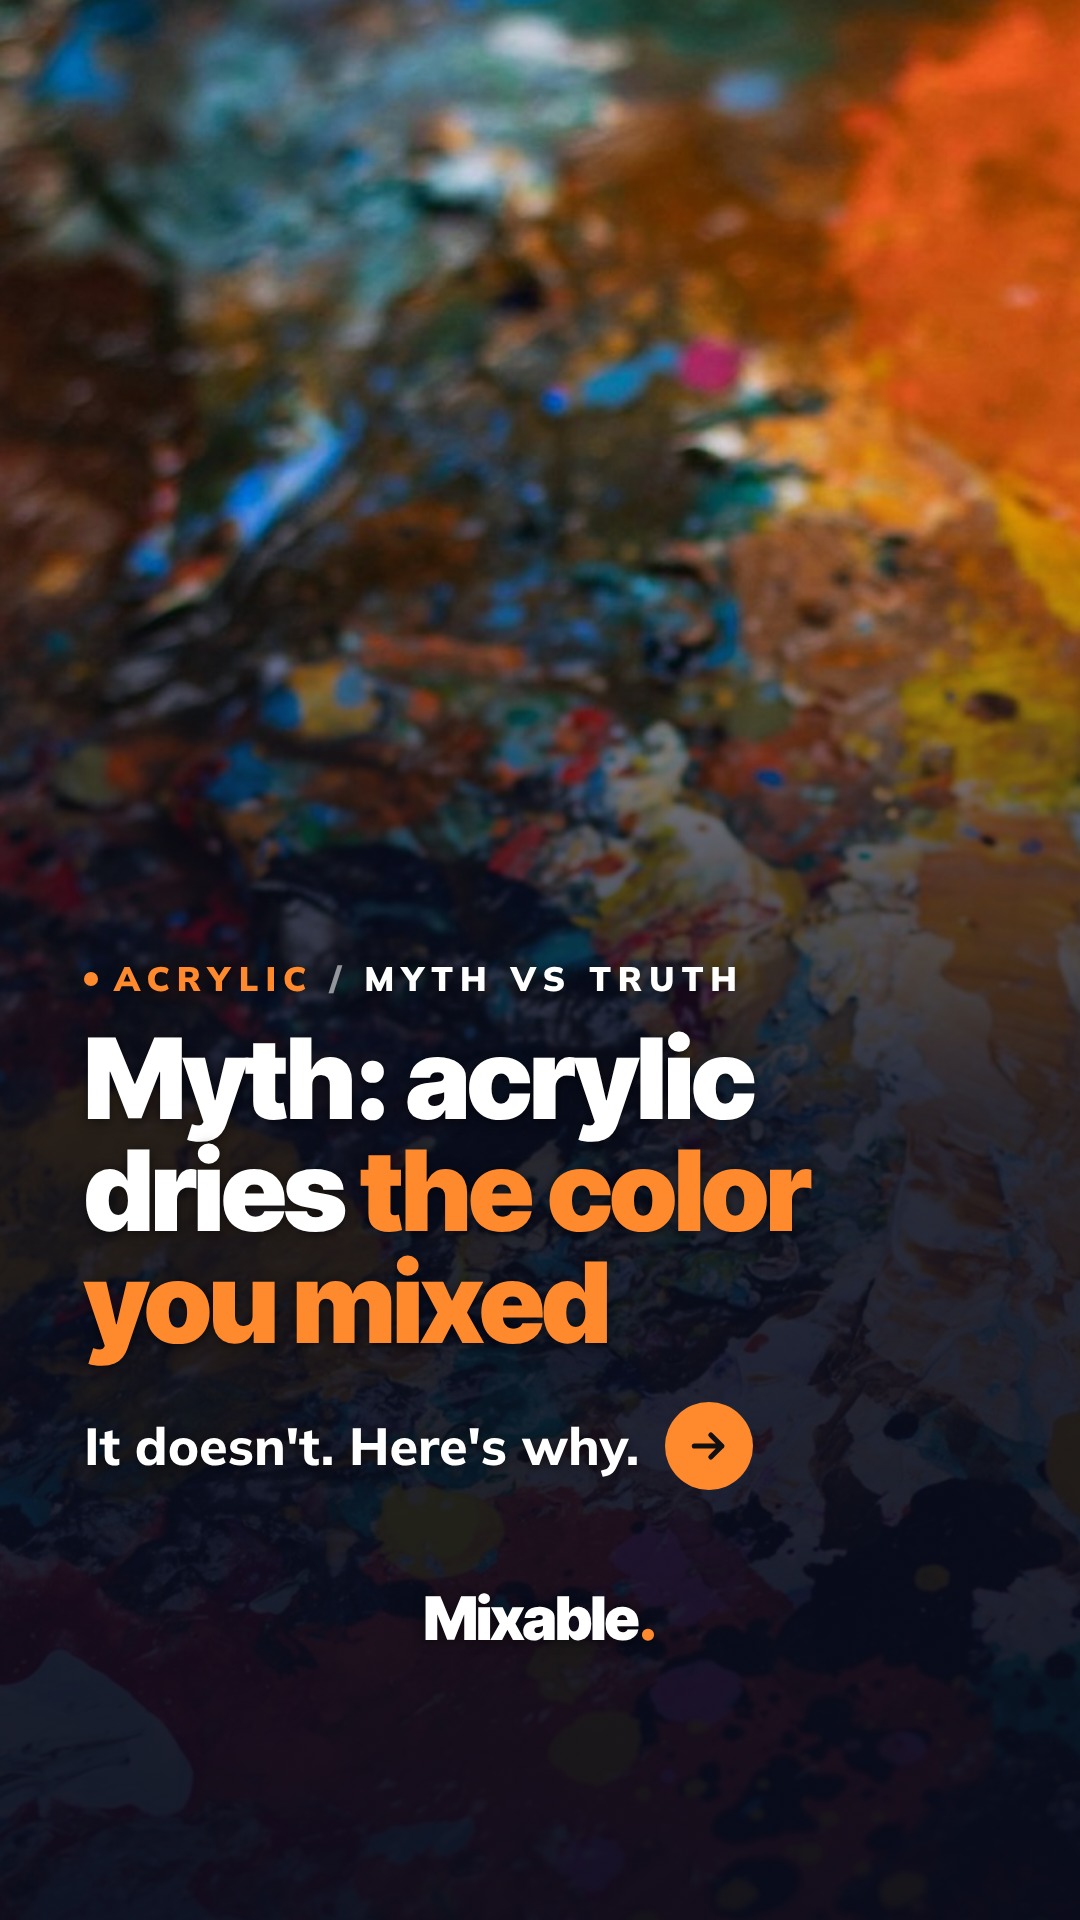 • ACRYLIC / MYTH VS TRUTH
Myth: acrylic
dries the color
you mixed
It doesn't. Here's why.
Mixable.